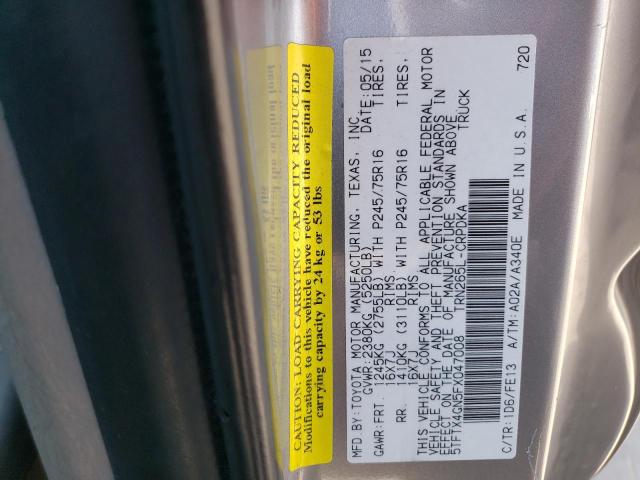 CAUTION: LOAD CARRYING CAPACITY REDUCED
Modifications to this vehicle have reduced the original load
carrying capacity by 24 kg or 53 lbs
MFD BY: TOYOTA MOTOR MANUFACTURING, TEXAS, INC.
GVWR: 2380KG (5250LB) DATE: 05/15
GAWR: FRT. 1245KG (2755LB) WITH P245/75R16 TIRES,
16X7J RIMS
RR. 1410KG (3110LB) WITH P245/75R16 TIRES,
16X7J RIMS
THIS VEHICLE CONFORMS TO ALL APPLICABLE FEDERAL MOTOR
VEHICLE SAFETY AND THEFT PREVENTION STANDARDS IN
EFFECT ON THE DATE OF MANUFACTURE SHOWN ABOVE
5TFTX4GN5FX047008 TRUCK
TRN265L-CRPDKA
C/TR: 1D6/FE13 A/TM: A02A/A340E MADE IN U.S.A.
720